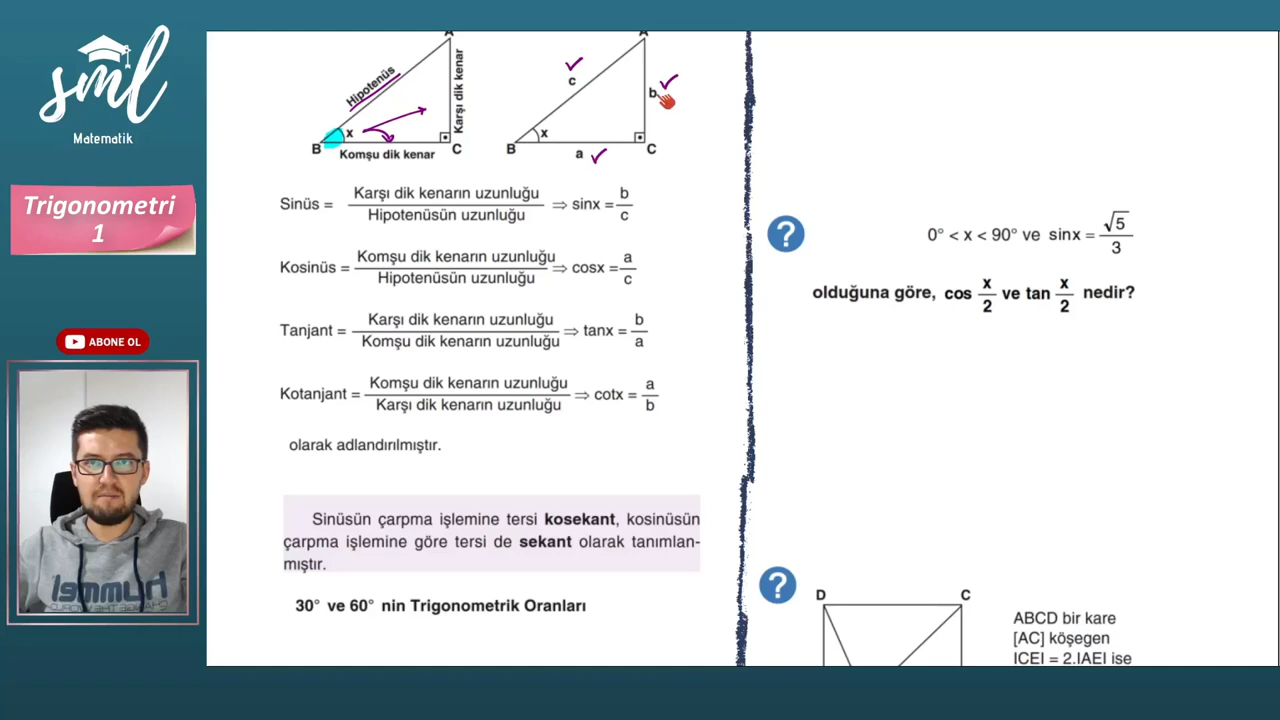 sml
Matematik
Trigonometri
1
ABONE OL
A
Hipotenüs
Karşı dik kenar
x
B
Komşu dik kenar
C
A
c
b
x
B
a
C
Sinüs = Karşı dik kenarın uzunluğu / Hipotenüsün uzunluğu ⇒ sinx = b/c
Kosinüs = Komşu dik kenarın uzunluğu / Hipotenüsün uzunluğu ⇒ cosx = a/c
Tanjant = Karşı dik kenarın uzunluğu / Komşu dik kenarın uzunluğu ⇒ tanx = b/a
Kotanjant = Komşu dik kenarın uzunluğu / Karşı dik kenarın uzunluğu ⇒ cotx = a/b
olarak adlandırılmıştır.
Sinüsün çarpma işlemine tersi kosekant, kosinüsün
çarpma işlemine göre tersi de sekant olarak tanımlan-
mıştır.
30° ve 60° nin Trigonometrik Oranları
?
0° < x < 90° ve sinx = √5/3
olduğuna göre, cos x/2 ve tan x/2 nedir?
?
D
C
ABCD bir kare
[AC] köşegen
ICEI = 2.IAEI ise